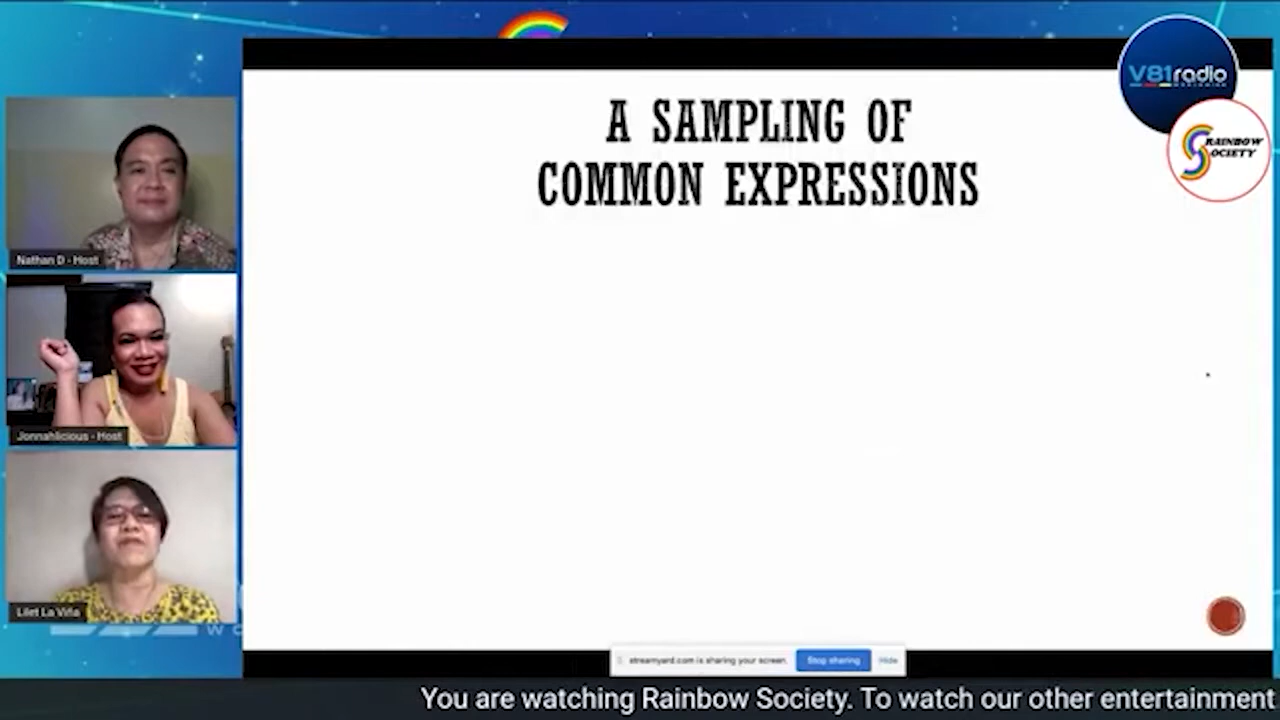 A SAMPLING OF
COMMON EXPRESSIONS
V81radio
WORLDWIDE
RAINBOW
SOCIETY
Nathan D - Host
Jonnahlicious - Host
Lilet La Viña
streamyard.com is sharing your screen.
Stop sharing
Hide
You are watching Rainbow Society. To watch our other entertainment